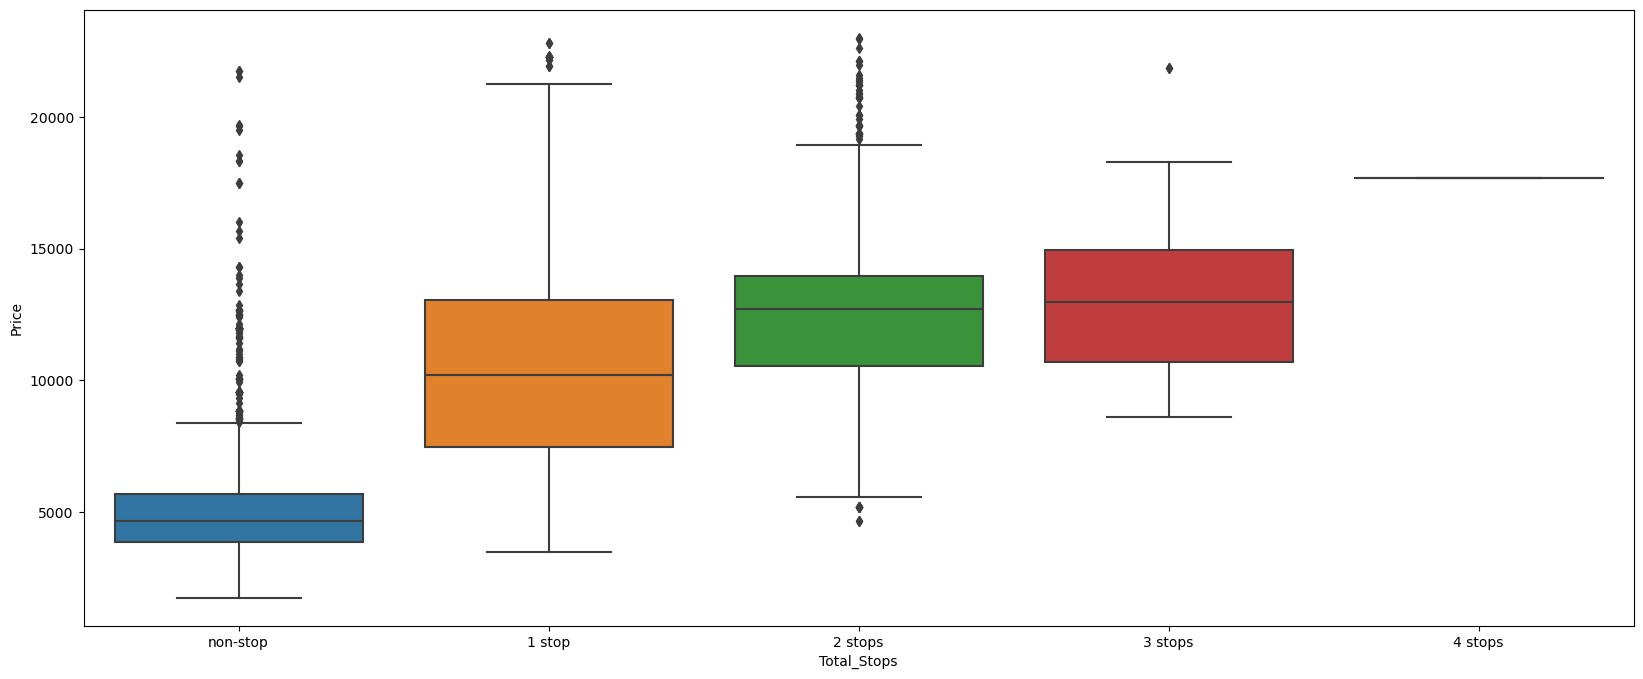 Price
20000
15000
10000
5000
non-stop
1 stop
2 stops
3 stops
4 stops
Total_Stops